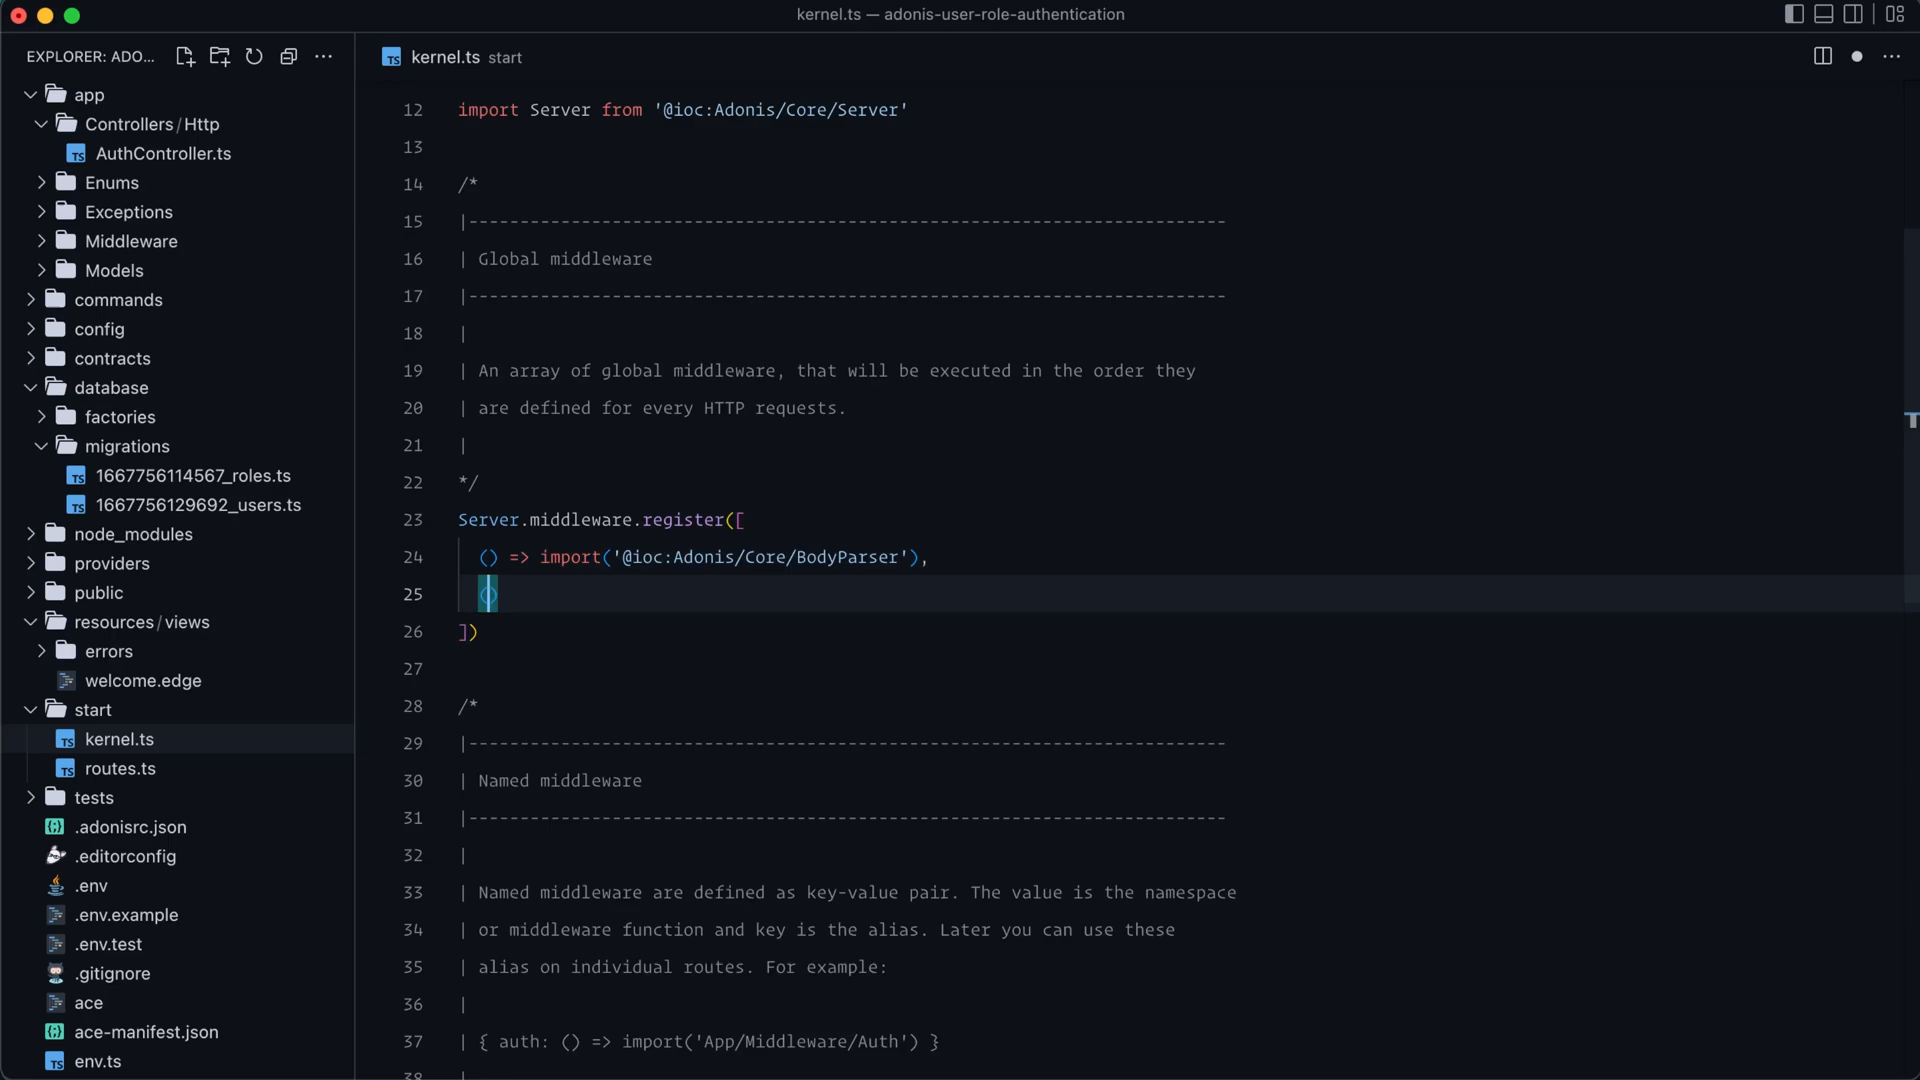 kernel.ts — adonis-user-role-authentication
EXPLORER: ADO...
app
Controllers / Http
TS AuthController.ts
Enums
Exceptions
Middleware
Models
commands
config
contracts
database
factories
migrations
TS 1667756114567_roles.ts
TS 1667756129692_users.ts
node_modules
providers
public
resources / views
errors
welcome.edge
start
TS kernel.ts
TS routes.ts
tests
.adonisrc.json
.editorconfig
.env
.env.example
.env.test
.gitignore
ace
ace-manifest.json
TS env.ts
TS kernel.ts start
12 import Server from '@ioc:Adonis/Core/Server'
13
14 /*
15 |--------------------------------------------------------------------------
16 | Global middleware
17 |--------------------------------------------------------------------------
18 |
19 | An array of global middleware, that will be executed in the order they
20 | are defined for every HTTP requests.
21 |
22 */
23 Server.middleware.register([
24 () => import('@ioc:Adonis/Core/BodyParser'),
25 ()
26 ])
27
28 /*
29 |--------------------------------------------------------------------------
30 | Named middleware
31 |--------------------------------------------------------------------------
32 |
33 | Named middleware are defined as key-value pair. The value is the namespace
34 | or middleware function and key is the alias. Later you can use these
35 | alias on individual routes. For example:
36 |
37 | { auth: () => import('App/Middleware/Auth') }
38 |